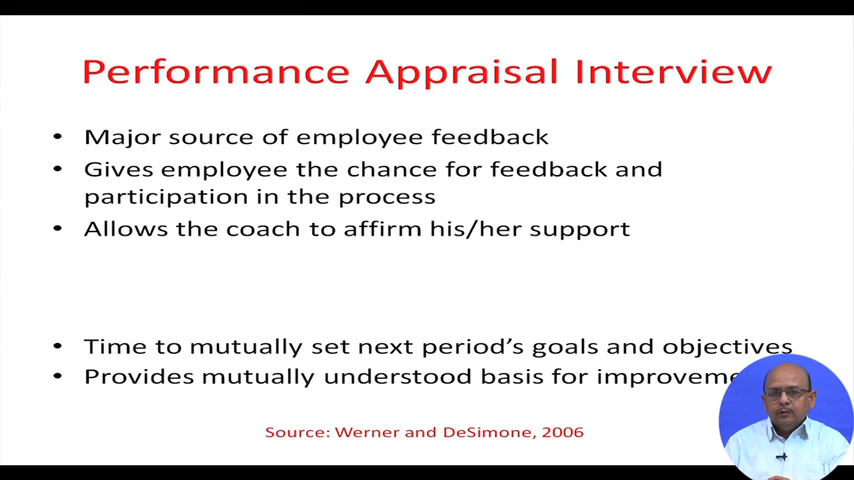 Performance Appraisal Interview
• Major source of employee feedback
• Gives employee the chance for feedback and
participation in the process
• Allows the coach to affirm his/her support
• Time to mutually set next period's goals and objectives
• Provides mutually understood basis for
Source: Werner and DeSimone, 2006